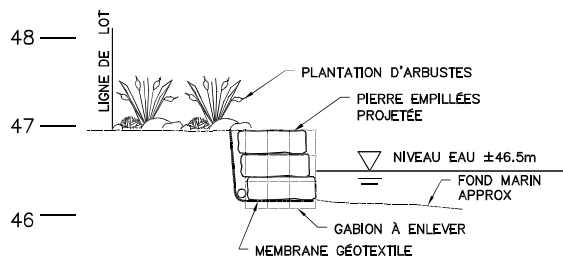 48
LIGNE DE LOT
PLANTATION D'ARBUSTES
PIERRE EMPILLÉES
PROJETÉE
47
NIVEAU EAU ±46.5m
FOND MARIN
APPROX
46
GABION À ENLEVER
MEMBRANE GÉOTEXTILE